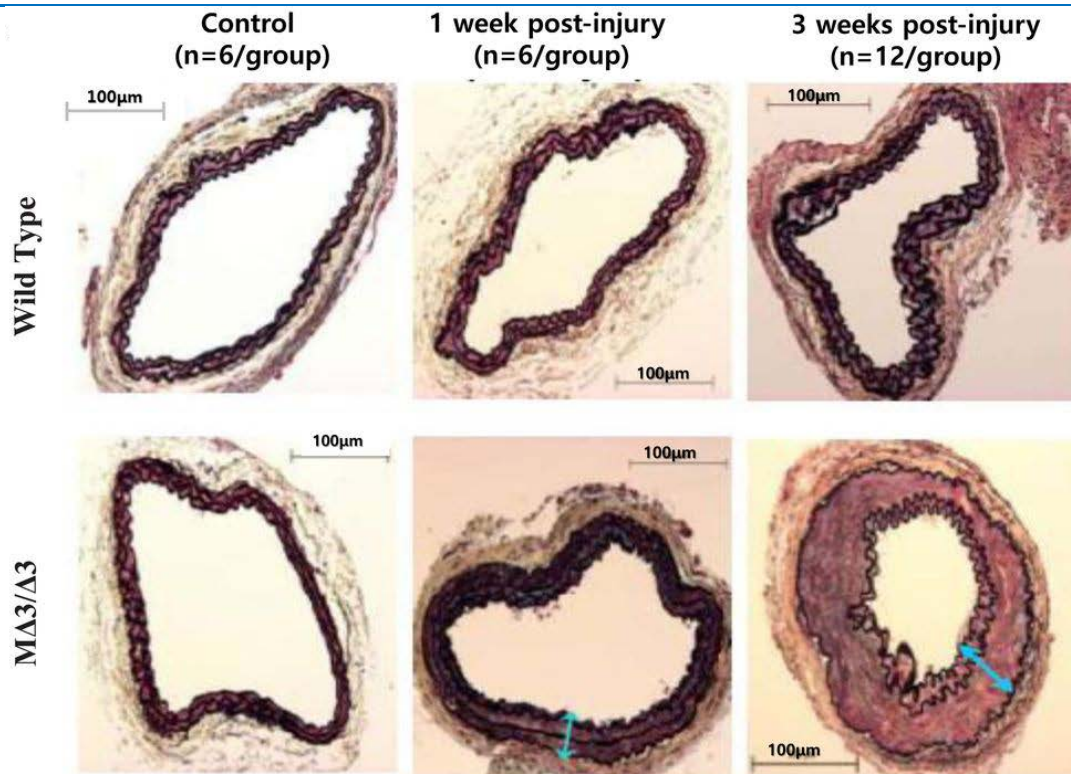 Control
(n=6/group)
1 week post-injury
(n=6/group)
3 weeks post-injury
(n=12/group)
Wild Type
100µm
100µm
100µm
MΔ3/Δ3
100µm
100µm
100µm